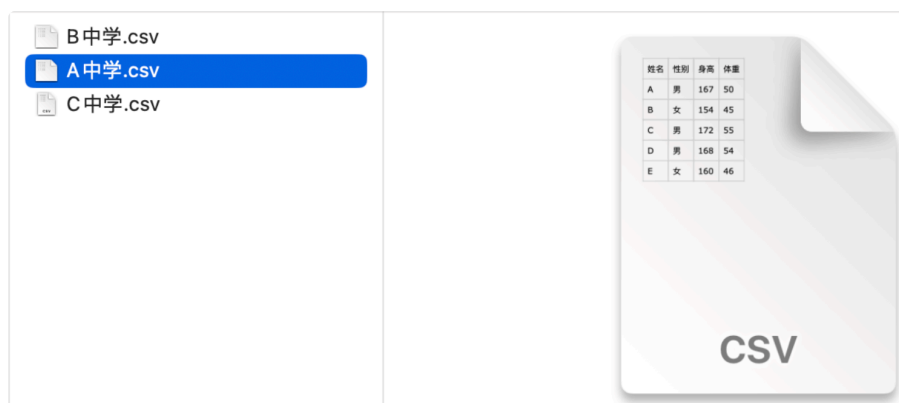 B中学.csv
A中学.csv
C中学.csv
姓名 性别 身高 体重
A 男 167 50
B 女 154 45
C 男 172 55
D 男 168 54
E 女 160 46
CSV